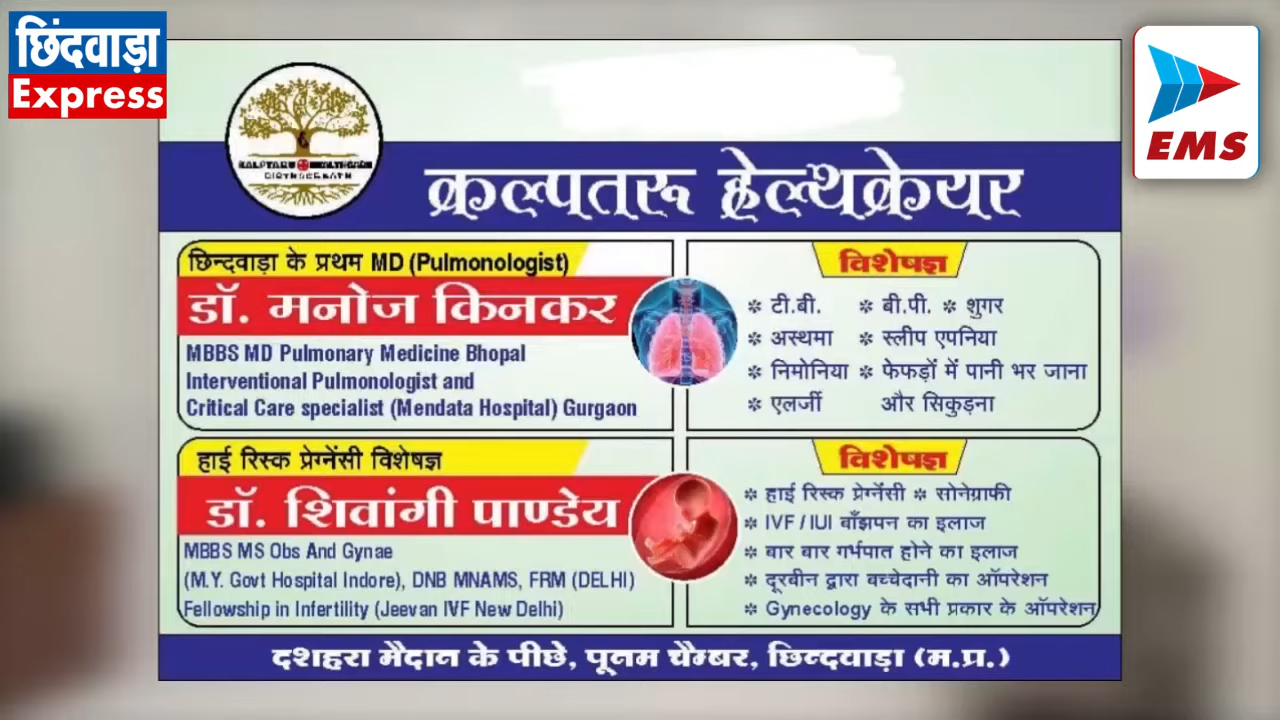 छिंदवाड़ा
Express
EMS
KALPTARU HEALTHCARE
क्रल्पतरू हेल्थक्रेयर
छिन्दवाड़ा के प्रथम MD (Pulmonologist)
डॉ. मनोज किनकर
MBBS MD Pulmonary Medicine Bhopal
Interventional Pulmonologist and
Critical Care specialist (Mendata Hospital) Gurgaon
विशेषज्ञ
❉ टी.बी. ❉ बी.पी. ❉ शुगर
❉ अस्थमा ❉ स्लीप एपनिया
❉ निमोनिया ❉ फेफड़ों में पानी भर जाना
❉ एलर्जी और सिकुड़ना
हाई रिस्क प्रेग्नेंसी विशेषज्ञ
डॉ. शिवांगी पाण्डेय
MBBS MS Obs And Gynae
(M.Y. Govt Hospital Indore), DNB MNAMS, FRM (DELHI)
Fellowship in Infertility (Jeevan IVF New Delhi)
विशेषज्ञ
❉ हाई रिस्क प्रेग्नेंसी ❉ सोनेग्राफी
❉ IVF / IUI बाँझपन का इलाज
❉ बार बार गर्भपात होने का इलाज
❉ दूरबीन द्वारा बच्चेदानी का ऑपरेशन
❉ Gynecology के सभी प्रकार के ऑपरेशन
दशहरा मैदान के पीछे, पूनम चैम्बर, छिन्दवाड़ा (म.प्र.)